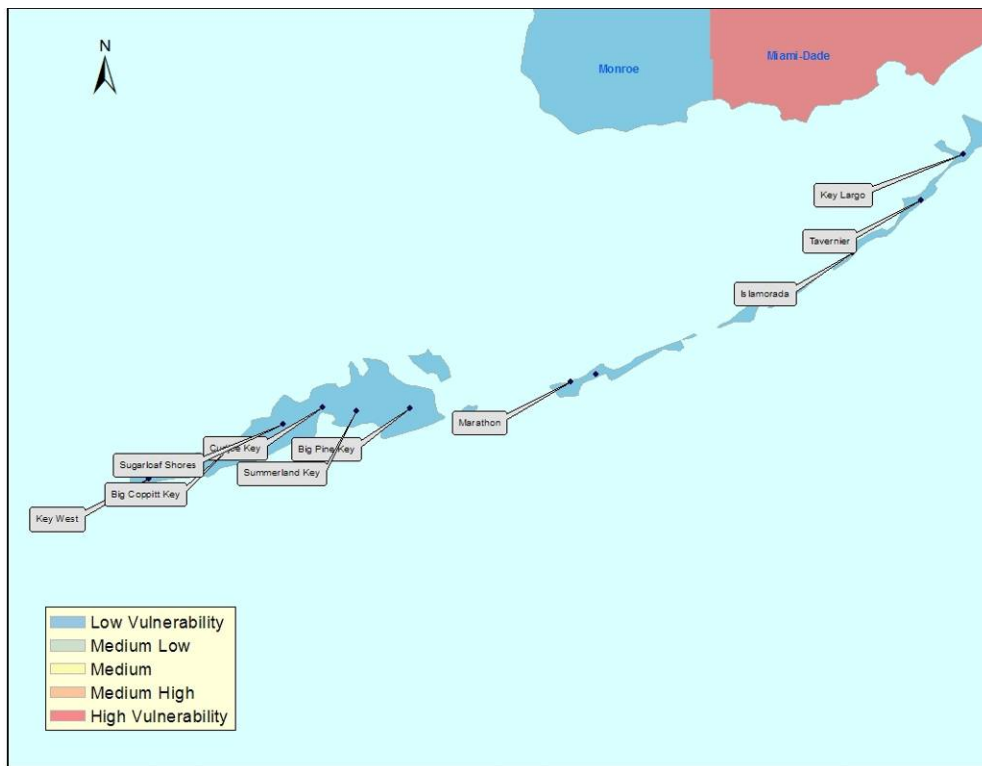 N
Monroe
Miami-Dade
Key Largo
Tavernier
Islamorada
Marathon
Key
Big Pine Key
Sugarloaf Shores
Summerland Key
Big Coppitt Key
Key West
Low Vulnerability
Medium Low
Medium
Medium High
High Vulnerability